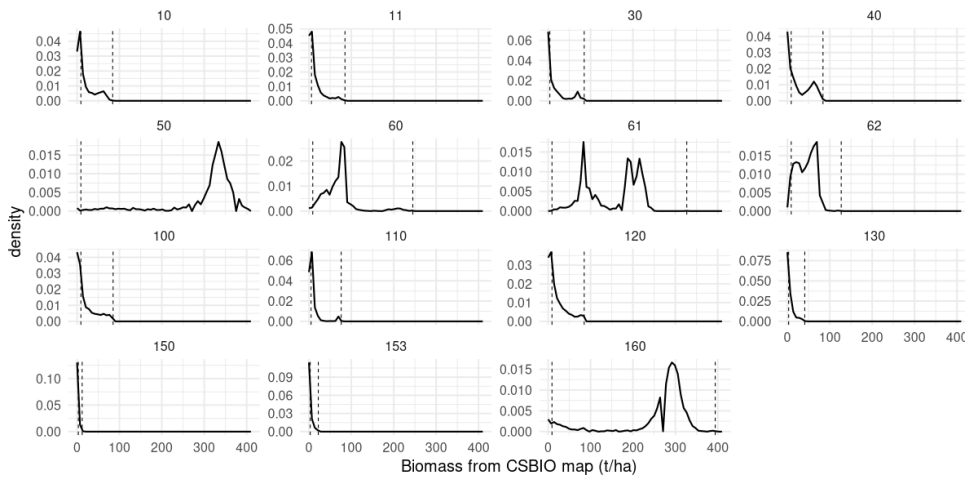 10 11 30 40
0.04 0.05 0.06 0.04
0.03 0.04 0.04 0.03
0.02 0.03 0.02 0.02
0.01 0.02 0.00 0.01
0.00 0.01 0.00
0.00
50 60 61 62
0.015 0.02 0.015 0.015
0.010 0.01 0.010 0.010
0.005 0.00 0.005 0.005
0.000 0.000 0.000
density
100 110 120 130
0.04 0.06 0.03 0.075
0.03 0.04 0.02 0.050
0.02 0.02 0.01 0.025
0.01 0.00 0.00 0.000
0.00
0 100 200 300 400
150 153 160
0.10 0.09 0.015
0.05 0.06 0.010
0.00 0.03 0.005
0.00 0.000
0 100 200 300 400 0 100 200 300 400 0 100 200 300 400
Biomass from CSBIO map (t/ha)